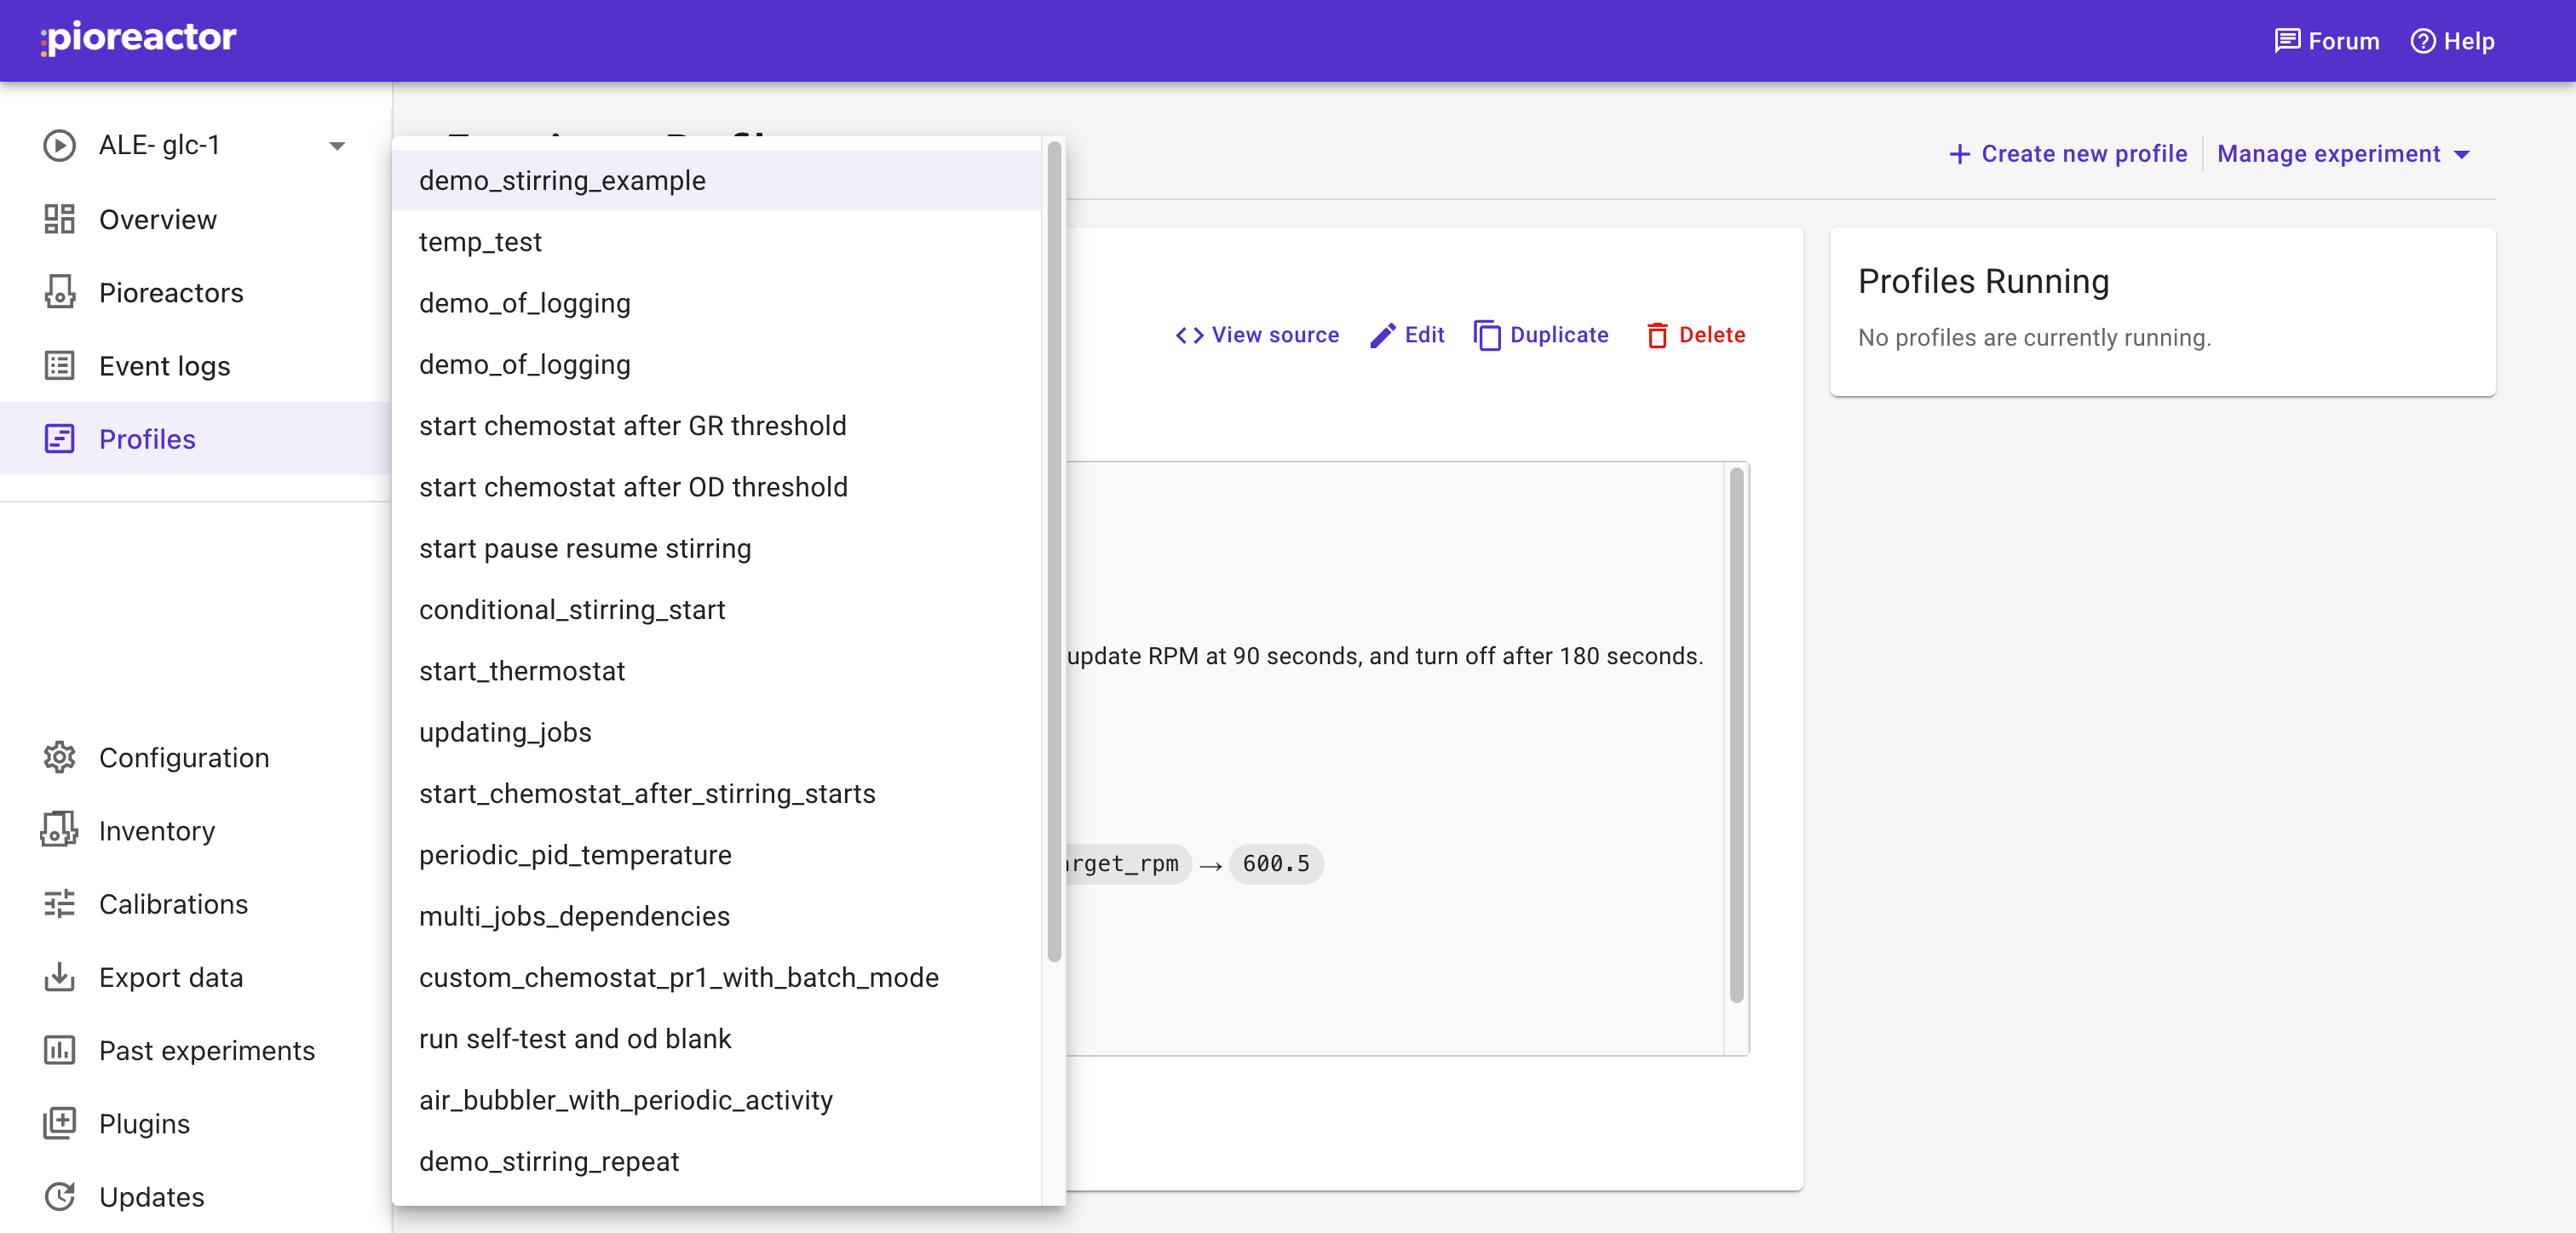 pioreactor
Forum
Help
ALE- glc-1
Overview
Pioreactors
Event logs
Profiles
Configuration
Inventory
Calibrations
Export data
Past experiments
Plugins
Updates
demo_stirring_example
temp_test
demo_of_logging
demo_of_logging
start chemostat after GR threshold
start chemostat after OD threshold
start pause resume stirring
conditional_stirring_start
start_thermostat
updating_jobs
start_chemostat_after_stirring_starts
periodic_pid_temperature
multi_jobs_dependencies
custom_chemostat_pr1_with_batch_mode
run self-test and od blank
air_bubbler_with_periodic_activity
demo_stirring_repeat
Create new profile
Manage experiment
View source
Edit
Duplicate
Delete
update RPM at 90 seconds, and turn off after 180 seconds.
arget_rpm → 600.5
Profiles Running
No profiles are currently running.